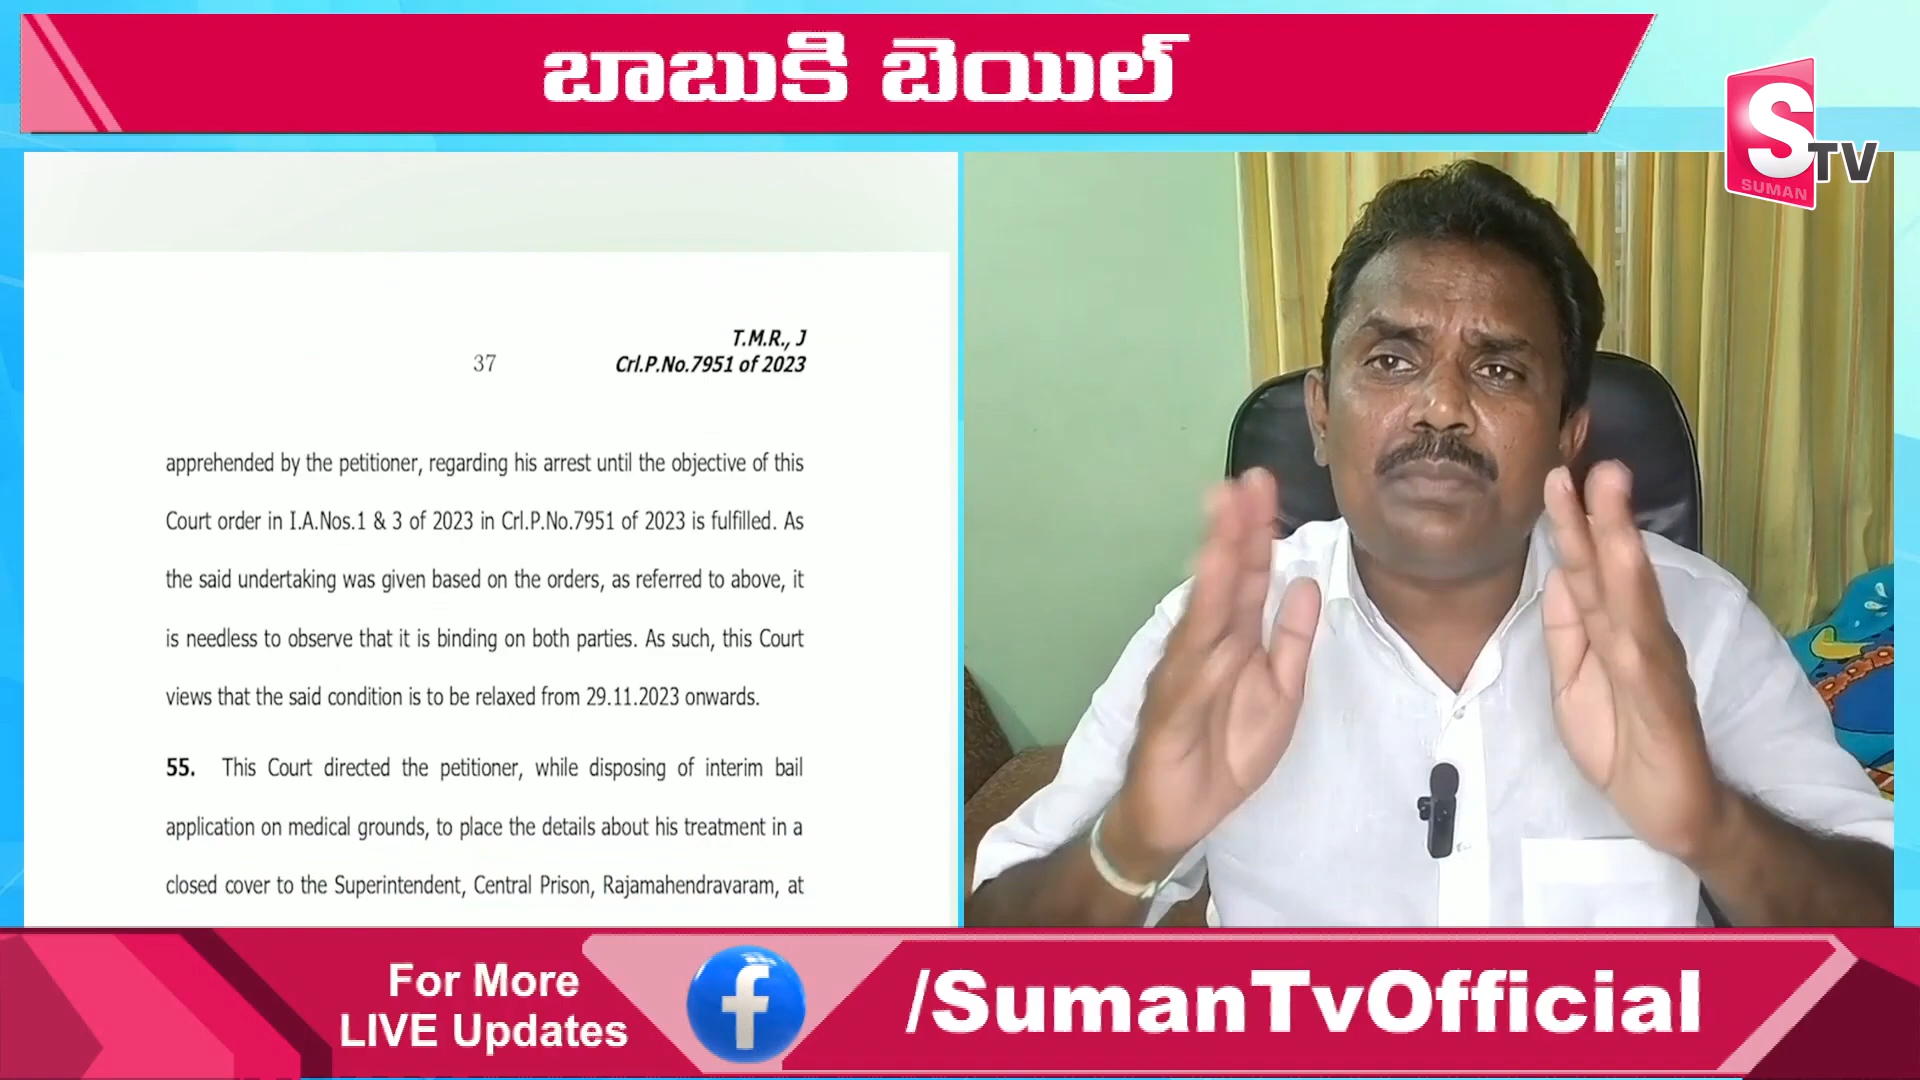 బాబుకి బెయిల్
S TV
SUMAN
T.M.R., J
37 Crl.P.No.7951 of 2023
apprehended by the petitioner, regarding his arrest until the objective of this
Court order in I.A.Nos.1 & 3 of 2023 in Crl.P.No.7951 of 2023 is fulfilled. As
the said undertaking was given based on the orders, as referred to above, it
is needless to observe that it is binding on both parties. As such, this Court
views that the said condition is to be relaxed from 29.11.2023 onwards.
55. This Court directed the petitioner, while disposing of interim bail
application on medical grounds, to place the details about his treatment in a
closed cover to the Superintendent, Central Prison, Rajamahendravaram, at
For More
LIVE Updates
f
/SumanTvOfficial